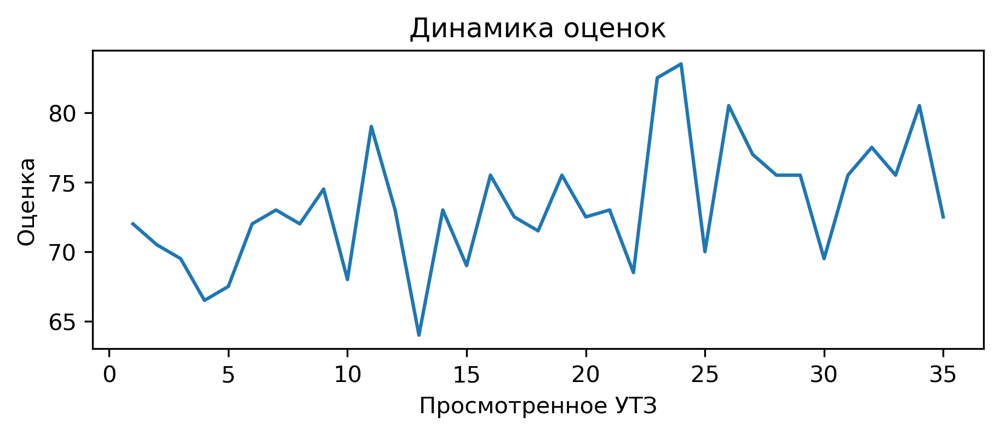 Динамика оценок
Оценка
80
75
70
65
0 5 10 15 20 25 30 35
Просмотренное УТЗ